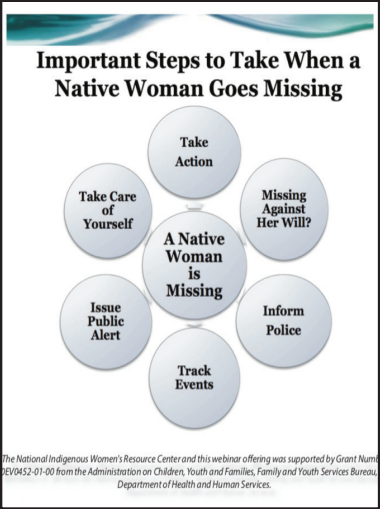 Important Steps to Take When a
Native Woman Goes Missing
Take
Action
Missing
Against
Her Will?
Inform
Police
Track
Events
Issue
Public
Alert
Take Care
of
Yourself
A Native
Woman
is
Missing
The National Indigenous Women's Resource Center and this webinar offering was supported by Grant Numb
0EV0452-01-00 from the Administration on Children, Youth and Families, Family and Youth Services Bureau,
Department of Health and Human Services.